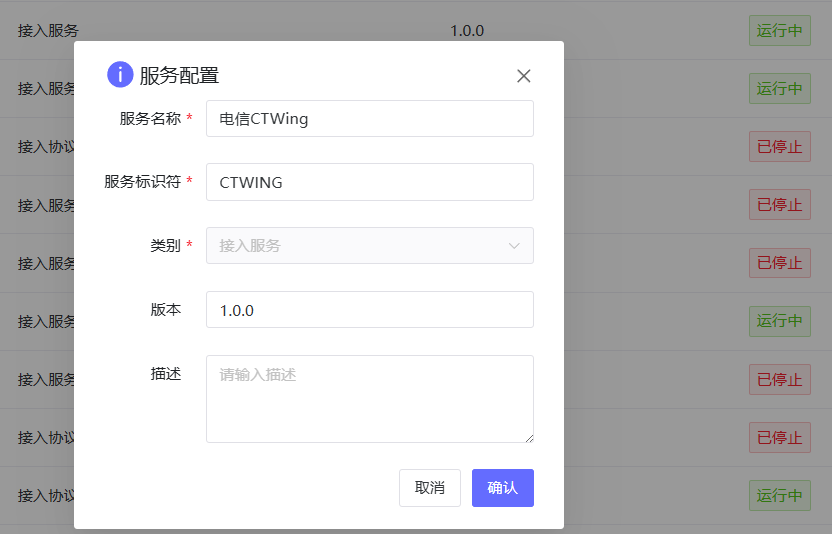 接入服务 1.0.0 运行中
服务配置
接入服务 运行中
服务名称 * 电信CTWing
接入协议 已停止
服务标识符 * CTWING
接入服务 已停止
类别 * 接入服务
接入服务 已停止
版本 1.0.0
接入服务 运行中
描述 请输入描述
接入服务 已停止
接入协议 已停止
取消 确认
接入协议 运行中